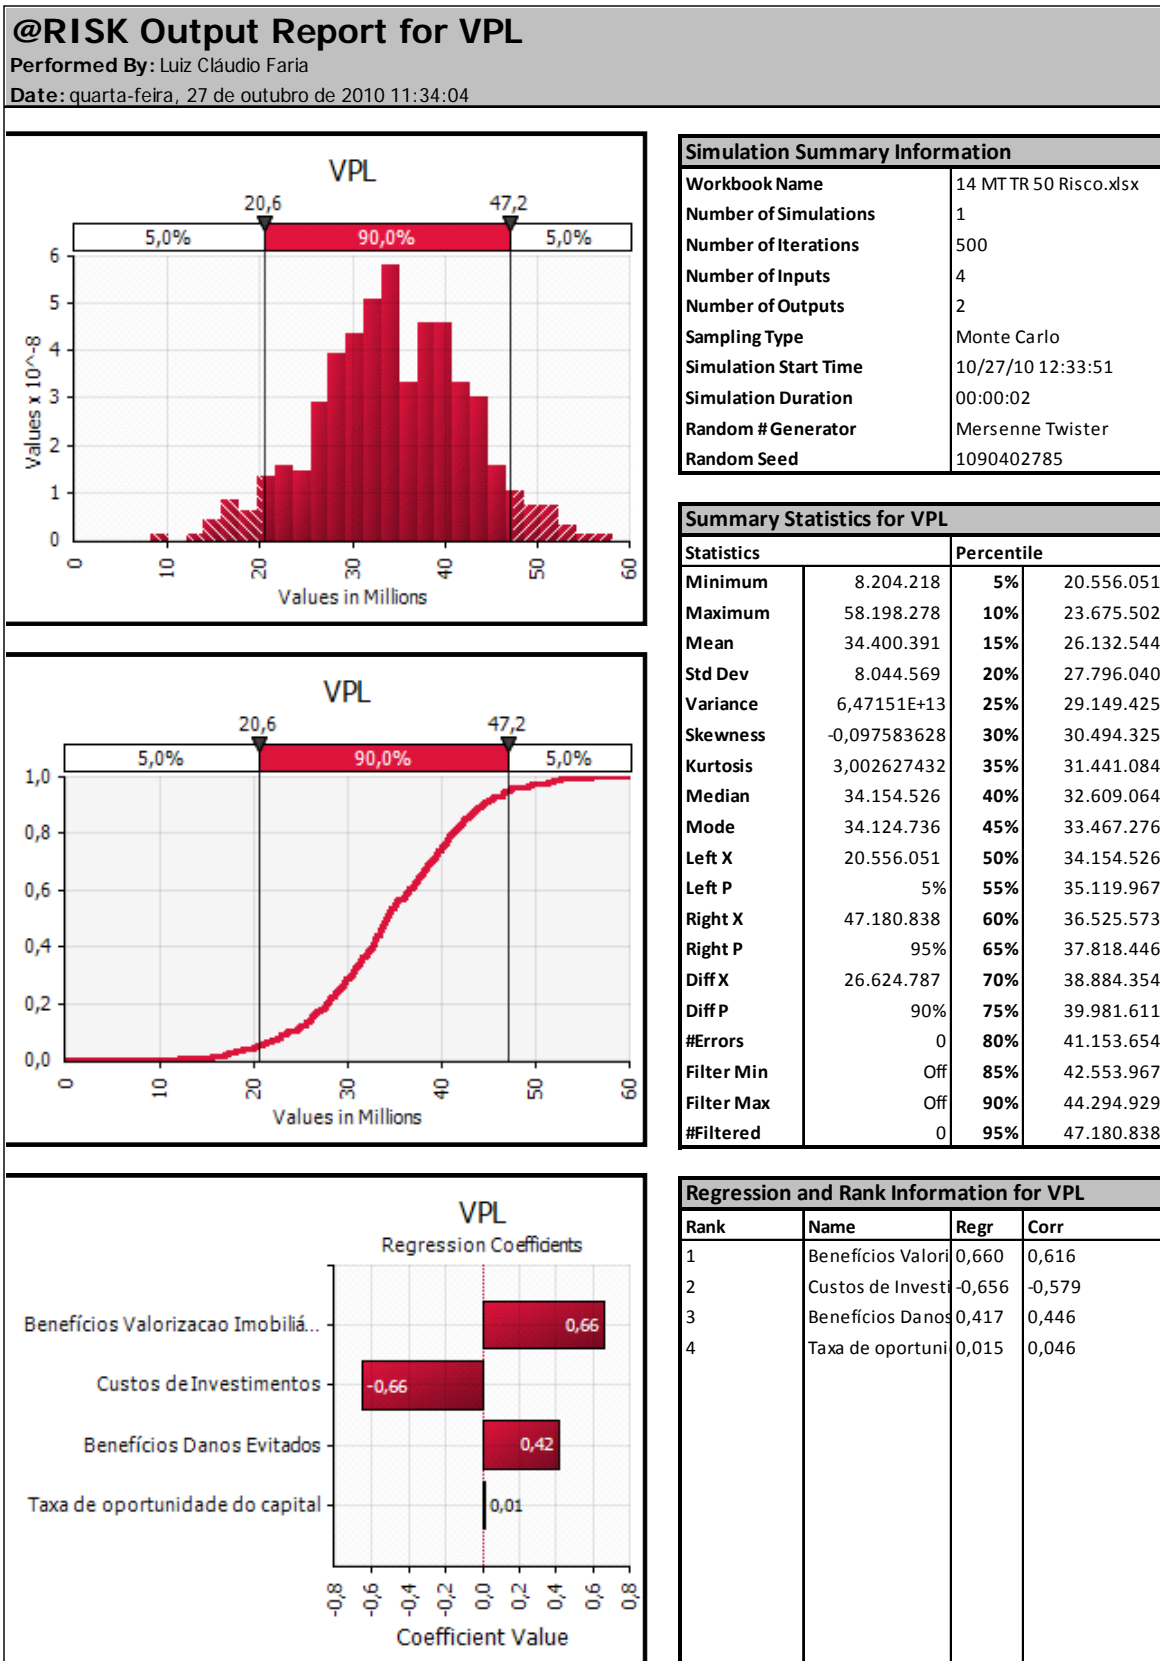 @RISK Output Report for VPL
Performed By: Luiz Cláudio Faria
Date: quarta-feira, 27 de outubro de 2010 11:34:04
VPL
20,6 47,2
5,0% 90,0% 5,0%
6
5
4
3
2
1
0
Values x 10^-8
0 10 20 30 40 50 60
Values in Millions
Simulation Summary Information
Workbook Name 14 MT TR 50 Risco.xlsx
Number of Simulations 1
Number of Iterations 500
Number of Inputs 4
Number of Outputs 2
Sampling Type Monte Carlo
Simulation Start Time 10/27/10 12:33:51
Simulation Duration 00:00:02
Random # Generator Mersenne Twister
Random Seed 1090402785
VPL
20,6 47,2
5,0% 90,0% 5,0%
1,0
0,8
0,6
0,4
0,2
0,0
0 10 20 30 40 50 60
Values in Millions
Summary Statistics for VPL
Statistics Percentile
Minimum 8.204.218 5% 20.556.051
Maximum 58.198.278 10% 23.675.502
Mean 34.400.391 15% 26.132.544
Std Dev 8.044.569 20% 27.796.040
Variance 6,47151E+13 25% 29.149.425
Skewness -0,097583628 30% 30.494.325
Kurtosis 3,002627432 35% 31.441.084
Median 34.154.526 40% 32.609.064
Mode 34.124.736 45% 33.467.276
Left X 20.556.051 50% 34.154.526
Left P 5% 55% 35.119.967
Right X 47.180.838 60% 36.525.573
Right P 95% 65% 37.818.446
Diff X 26.624.787 70% 38.884.354
Diff P 90% 75% 39.981.611
#Errors 0 80% 41.153.654
Filter Min Off 85% 42.553.967
Filter Max Off 90% 44.294.929
#Filtered 0 95% 47.180.838
VPL
Regression Coefficients
Benefícios Valorizacao Imobiliá... 0,66
Custos de Investimentos -0,66
Benefícios Danos Evitados 0,42
Taxa de oportunidade do capital 0,01
-0,8 -0,6 -0,4 -0,2 0,0 0,2 0,4 0,6 0,8
Coefficient Value
Regression and Rank Information for VPL
Rank Name Regr Corr
1 Benefícios Valori 0,660 0,616
2 Custos de Investi -0,656 -0,579
3 Benefícios Danos 0,417 0,446
4 Taxa de oportuni 0,015 0,046